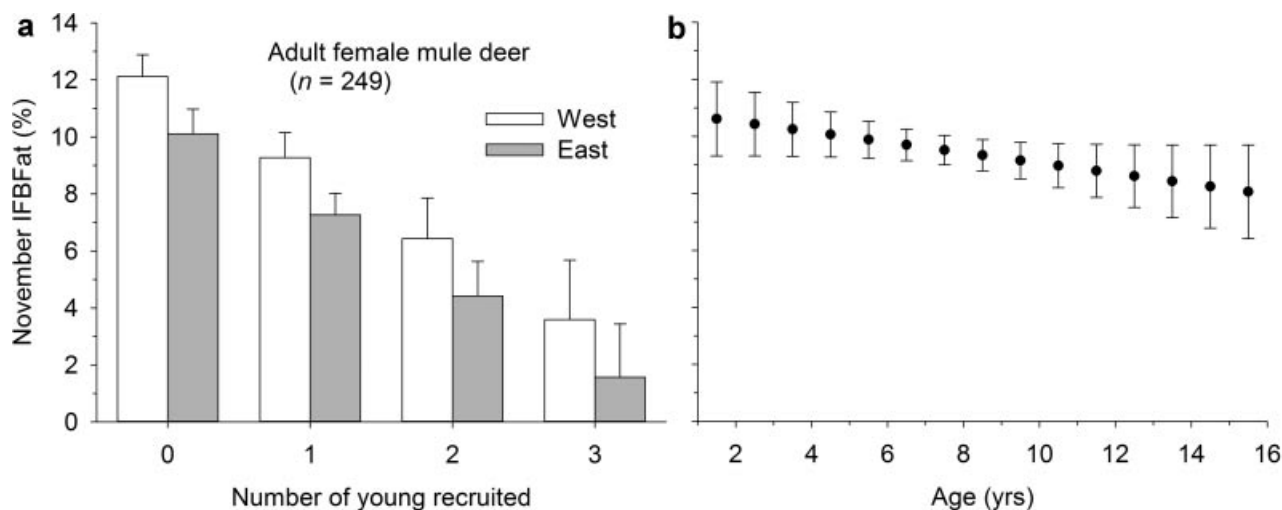 a
14
12
10
8
6
4
2
0
November IFBFat (%)
Adult female mule deer
(n = 249)
West
East
0 1 2 3
Number of young recruited
b
2 4 6 8 10 12 14 16
Age (yrs)